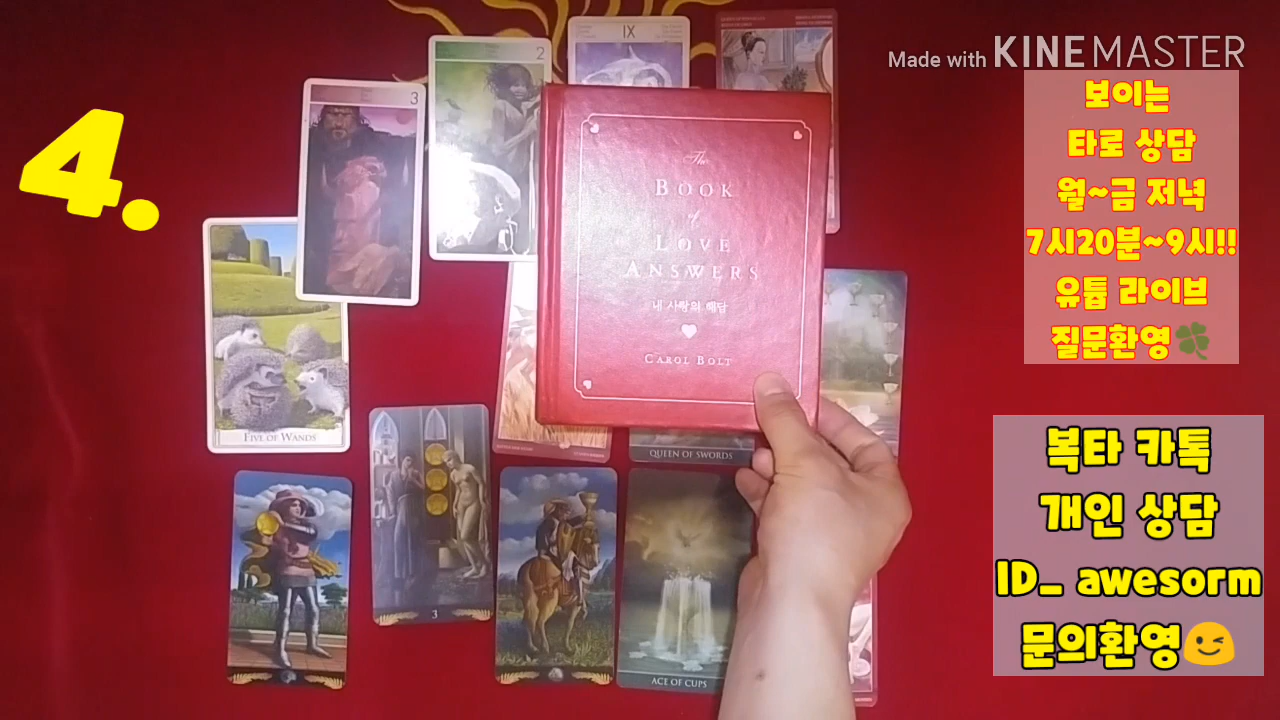 Made with KINEMASTER
4.
보이는
타로 상담
월~금 저녁
7시20분~9시!!
유튭 라이브
질문환영🍀
복타 카톡
개인 상담
ID_ awesorm
문의환영😉
3
2
IX
The
BOOK
of
LOVE
ANSWERS
내 사랑의 해답
CAROL BOLT
FIVE OF WANDS
QUEEN OF SWORDS
3
ACE OF CUPS